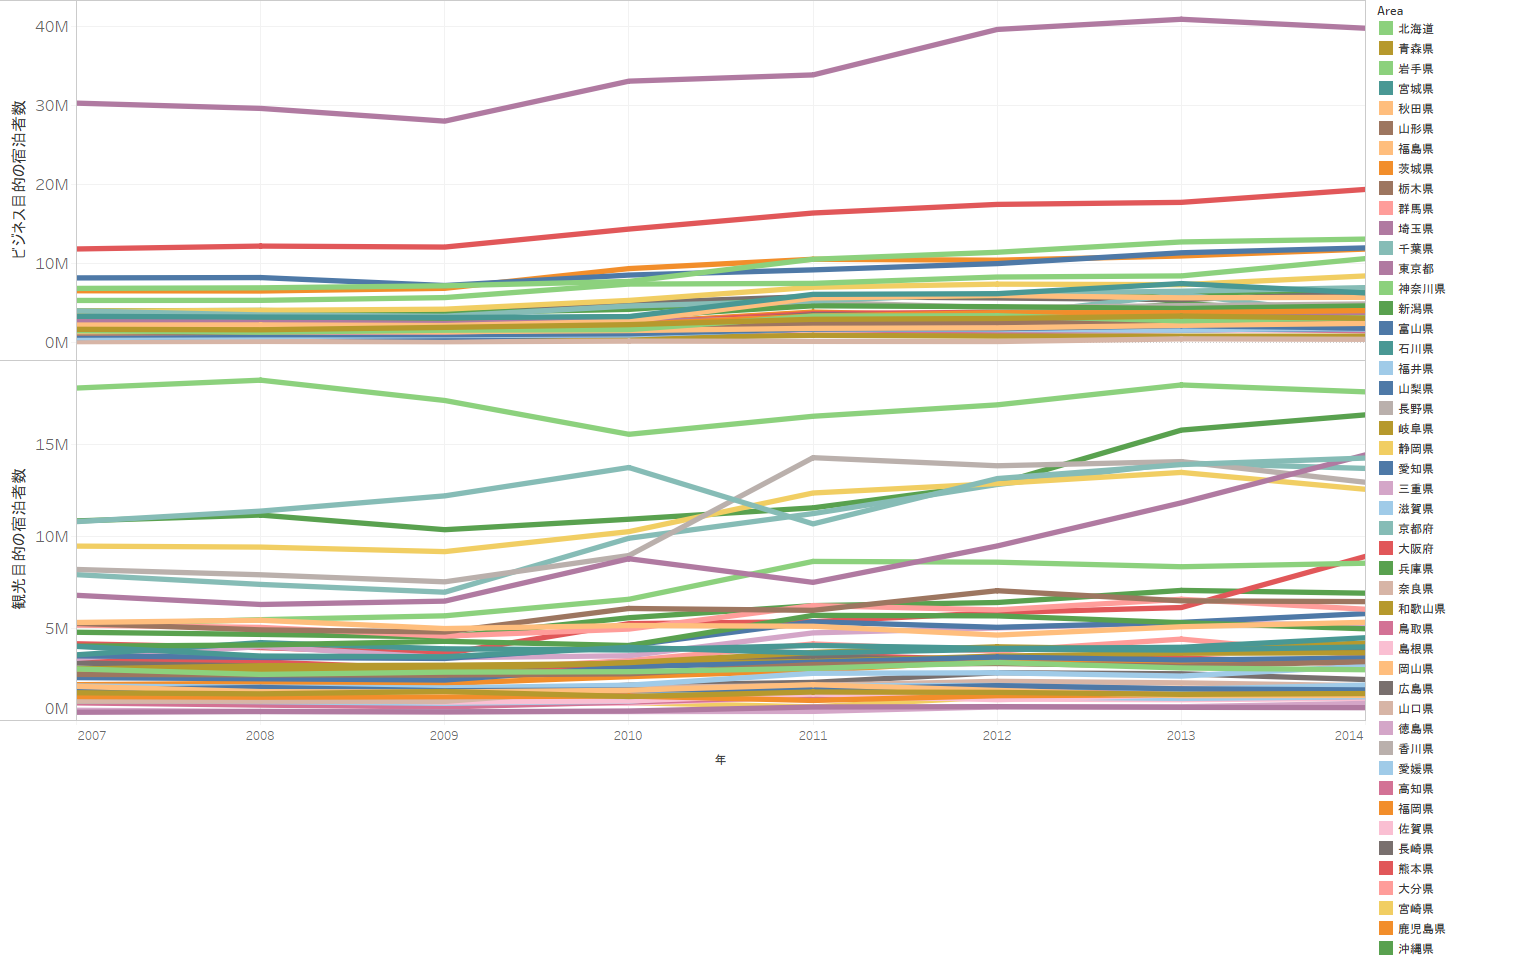 40M
30M
20M
10M
0M
ビジネス目的の宿泊者数
15M
10M
5M
0M
観光目的の宿泊者数
2007 2008 2009 2010 2011 2012 2013 2014
年
Area
北海道
青森県
岩手県
宮城県
秋田県
山形県
福島県
茨城県
栃木県
群馬県
埼玉県
千葉県
東京都
神奈川県
新潟県
富山県
石川県
福井県
山梨県
長野県
岐阜県
静岡県
愛知県
三重県
滋賀県
京都府
大阪府
兵庫県
奈良県
和歌山県
鳥取県
島根県
岡山県
広島県
山口県
徳島県
香川県
愛媛県
高知県
福岡県
佐賀県
長崎県
熊本県
大分県
宮崎県
鹿児島県
沖縄県